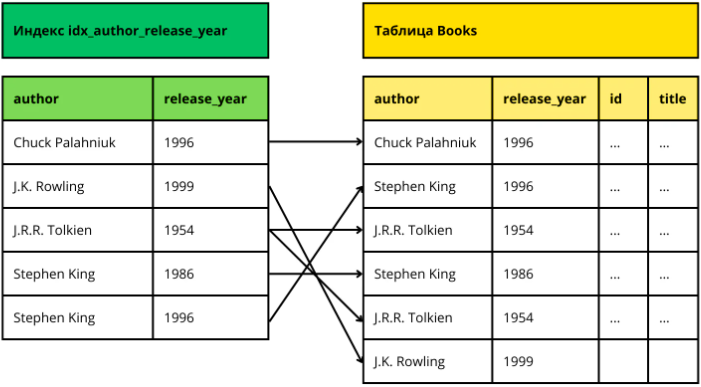 Индекс idx_author_release_year
author release_year
Chuck Palahniuk 1996
J.K. Rowling 1999
J.R.R. Tolkien 1954
Stephen King 1986
Stephen King 1996
Таблица Books
author release_year id title
Chuck Palahniuk 1996 ... ...
Stephen King 1996 ... ...
J.R.R. Tolkien 1954 ... ...
Stephen King 1986 ... ...
J.R.R. Tolkien 1954 ... ...
J.K. Rowling 1999